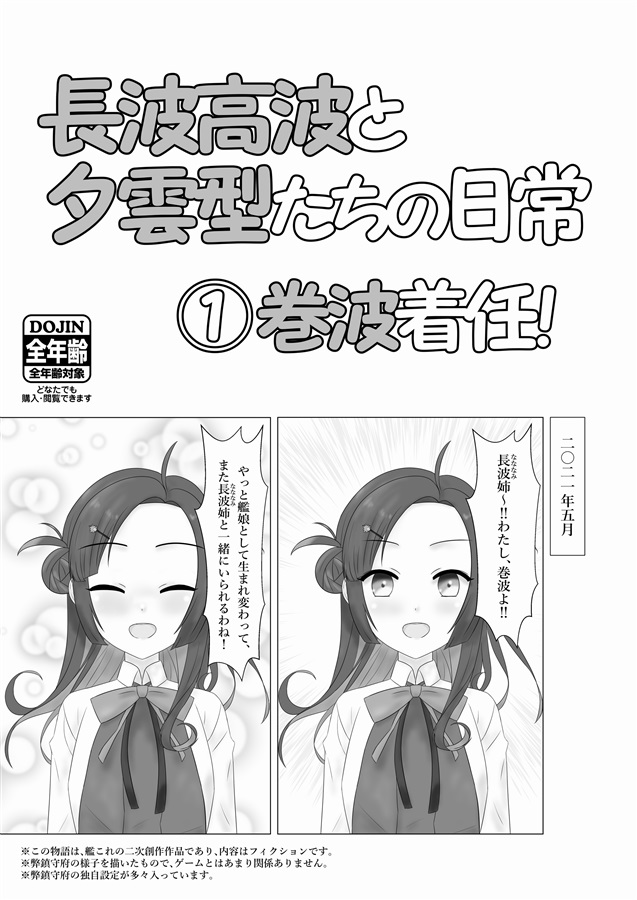 長波高波と
夕雲型たちの日常
①巻波着任!
DOJIN
全年齢
全年齢対象
どなたでも
購入・閲覧できます
二〇二一年五月
長波姉〜!!わたし、巻波よ!!
なななみ
やっと艦娘として生まれ変わって、
また長波姉と一緒にいられるわね!
なななみ
※この物語は、艦これの二次創作作品であり、内容はフィクションです。
※弊鎮守府の様子を描いたもので、ゲームとはあまり関係ありません。
※弊鎮守府の独自設定が多々入っています。